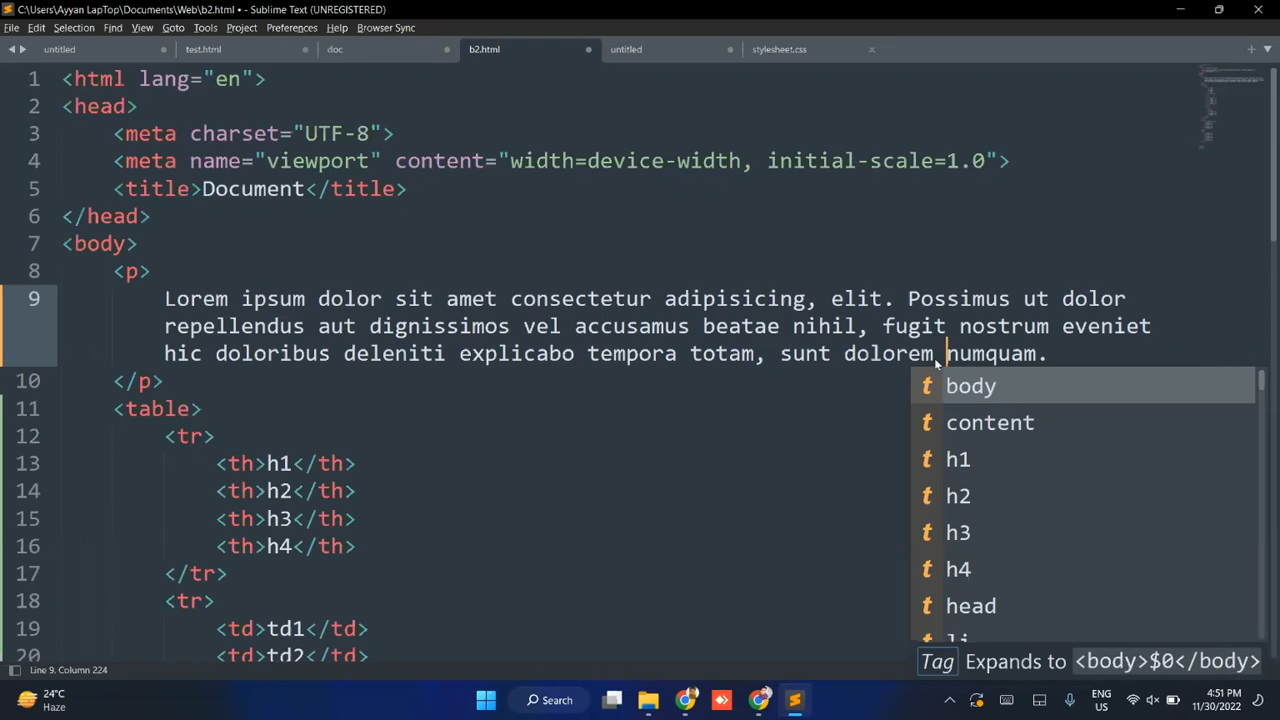 C:\Users\Ayyan LapTop\Documents\Web\b2.html • - Sublime Text (UNREGISTERED)
File Edit Selection Find View Goto Tools Project Preferences Help Browser Sync
untitled test.html doc b2.html untitled stylesheet.css
1 <html lang="en">
2 <head>
3 <meta charset="UTF-8">
4 <meta name="viewport" content="width=device-width, initial-scale=1.0">
5 <title>Document</title>
6 </head>
7 <body>
8 <p>
9 Lorem ipsum dolor sit amet consectetur adipisicing, elit. Possimus ut dolor
repellendus aut dignissimos vel accusamus beatae nihil, fugit nostrum eveniet
hic doloribus deleniti explicabo tempora totam, sunt dolorem numquam.
10 </p>
t body
11 <table>
t content
12 <tr>
13 <th>h1</th>
t h1
14 <th>h2</th>
t h2
15 <th>h3</th>
t h3
16 <th>h4</th>
t h4
17 </tr>
18 <tr>
t head
19 <td>td1</td>
t li
20 <td>td2</td>
Tag Expands to <body>$0</body>
Line 9, Column 224
24°C
Haze
Search
ENG
US
4:51 PM
11/30/2022